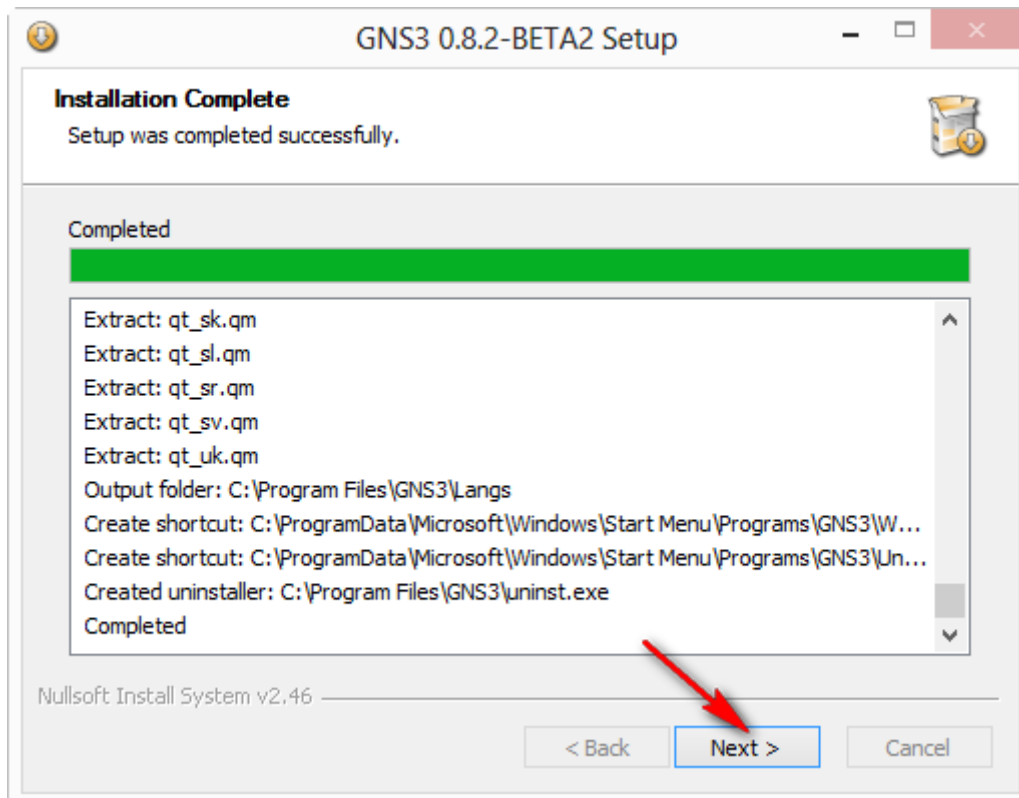 GNS3 0.8.2-BETA2 Setup
Installation Complete
Setup was completed successfully.
Completed
Extract: qt_sk.qm
Extract: qt_sl.qm
Extract: qt_sr.qm
Extract: qt_sv.qm
Extract: qt_uk.qm
Output folder: C:\Program Files\GNS3\Langs
Create shortcut: C:\ProgramData\Microsoft\Windows\Start Menu\Programs\GNS3\W...
Create shortcut: C:\ProgramData\Microsoft\Windows\Start Menu\Programs\GNS3\Un...
Created uninstaller: C:\Program Files\GNS3\uninst.exe
Completed
Nullsoft Install System v2.46
< Back Next > Cancel